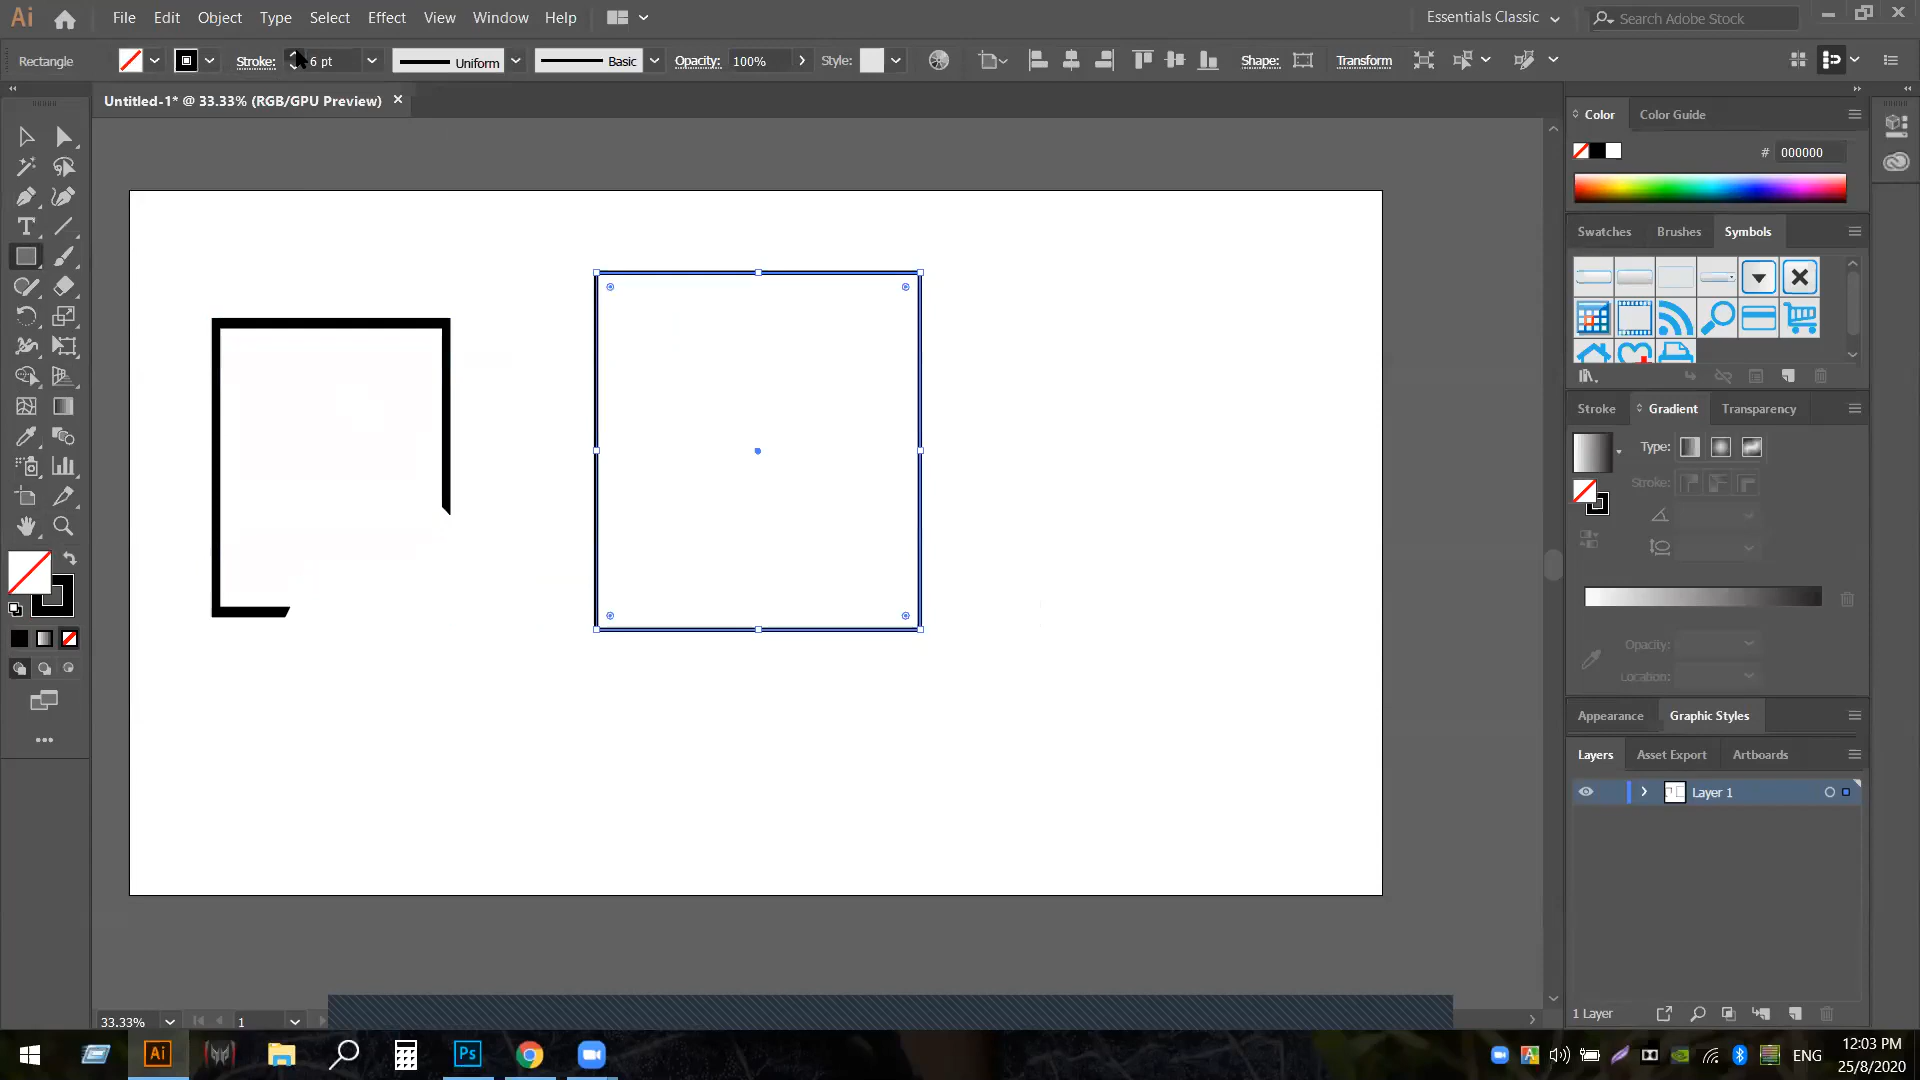 Ai File Edit Object Type Select Effect View Window Help Essentials Classic Search Adobe Stock
Rectangle Stroke: 6 pt Uniform Basic Opacity: 100% Style: Shape: Transform
Untitled-1* @ 33.33% (RGB/GPU Preview)
Color Color Guide
# 000000
Swatches Brushes Symbols
Stroke Gradient Transparency
Type:
Stroke:
Opacity:
Location:
Appearance Graphic Styles
Layers Asset Export Artboards
Layer 1
1 Layer
33.33% 1
Ai Ps ENG 12:03 PM
25/8/2020